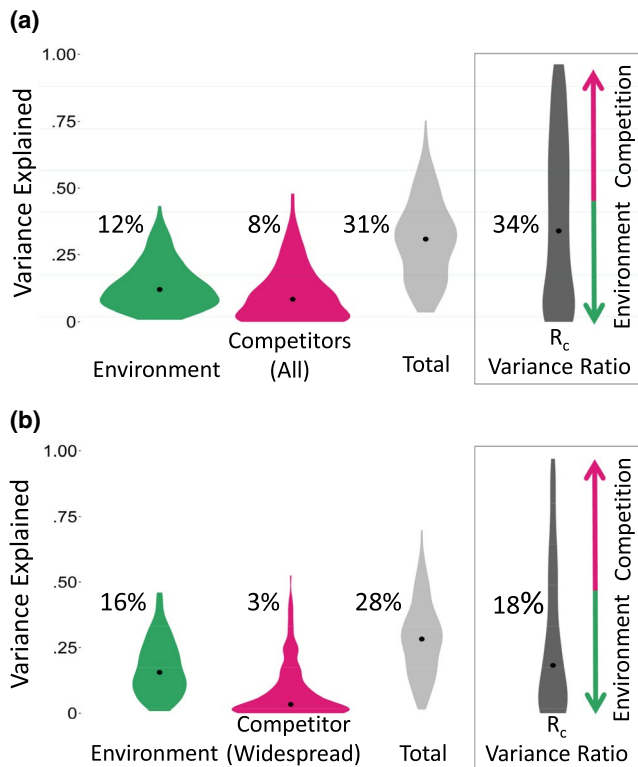 (a)
1.00
.75
.50
.25
0
Variance Explained
12%
8%
31%
34%
Environment
Competitors
(All)
Total
R_c
Variance Ratio
Environment Competition
(b)
1.00
.75
.50
.25
0
Variance Explained
16%
3%
28%
18%
Environment
Competitor
(Widespread)
Total
R_c
Variance Ratio
Environment Competition